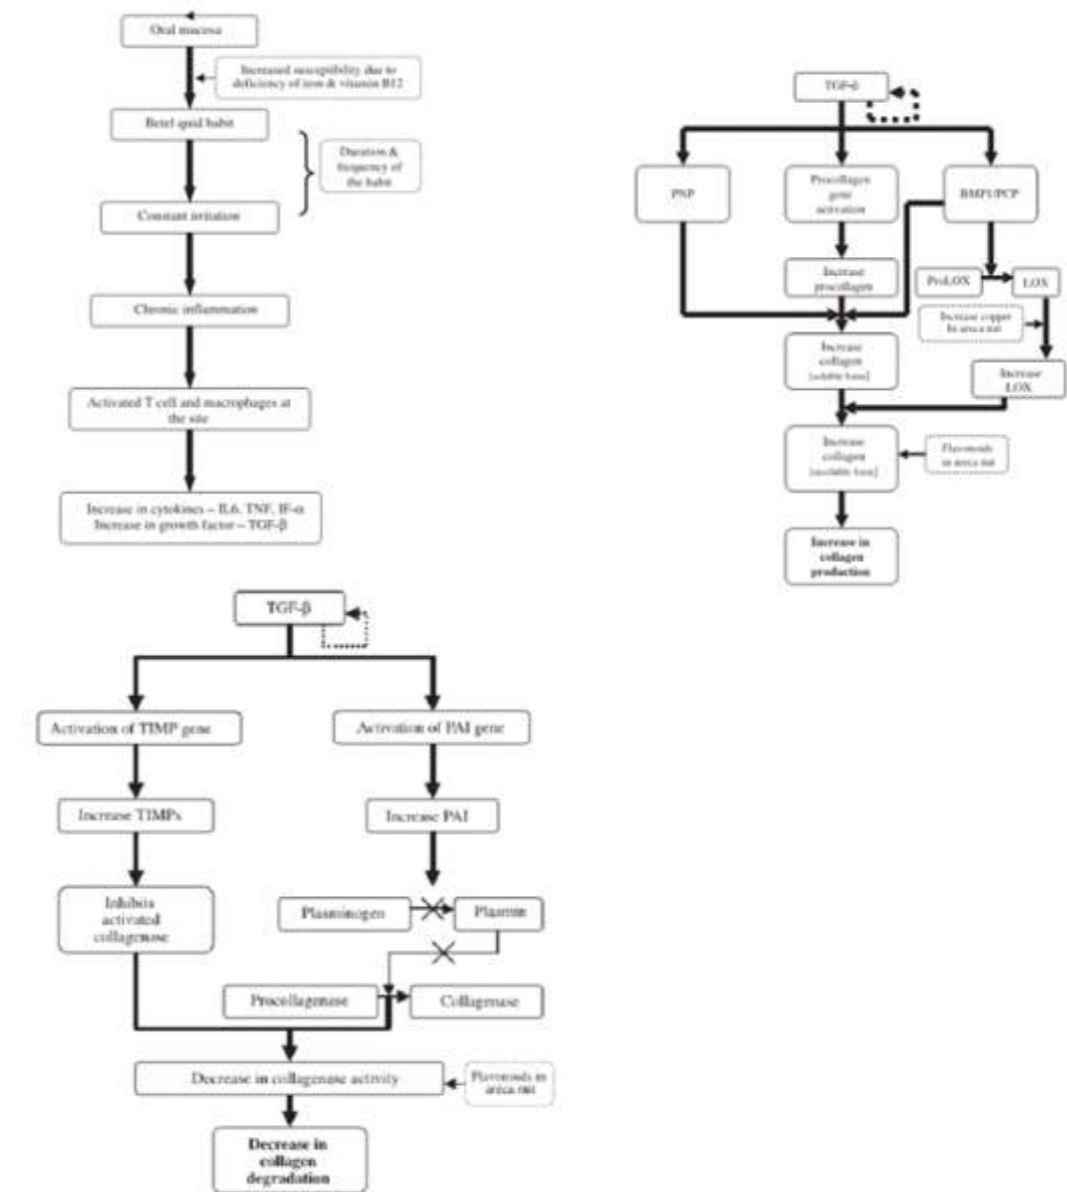 Oral mucosa
Increased susceptibility due to
deficiency of iron & vitamin B12
Betel quid habit
Duration &
frequency of
the habit
Constant irritation
Chronic inflammation
Activated T cell and macrophages at
the site
Increase in cytokines – IL6, TNF, IF-α
Increase in growth factor – TGF-β
TGF-β
PNP
Procollagen
gene
activation
BMP1/PCP
Increase
procollagen
ProLOX
LOX
Increase copper
In areca nut
Increase
collagen
[soluble form]
Increase
LOX
Increase
collagen
[insoluble form]
Flavonoids
in areca nut
Increase in
collagen
production
TGF-β
Activation of TIMP gene
Activation of PAI gene
Increase TIMPs
Increase PAI
Inhibits
activated
collagenase
Plasminogen
Plasmin
Procollagenase
Collagenase
Decrease in collagenase activity
Flavonoids in
areca nut
Decrease in
collagen
degradation